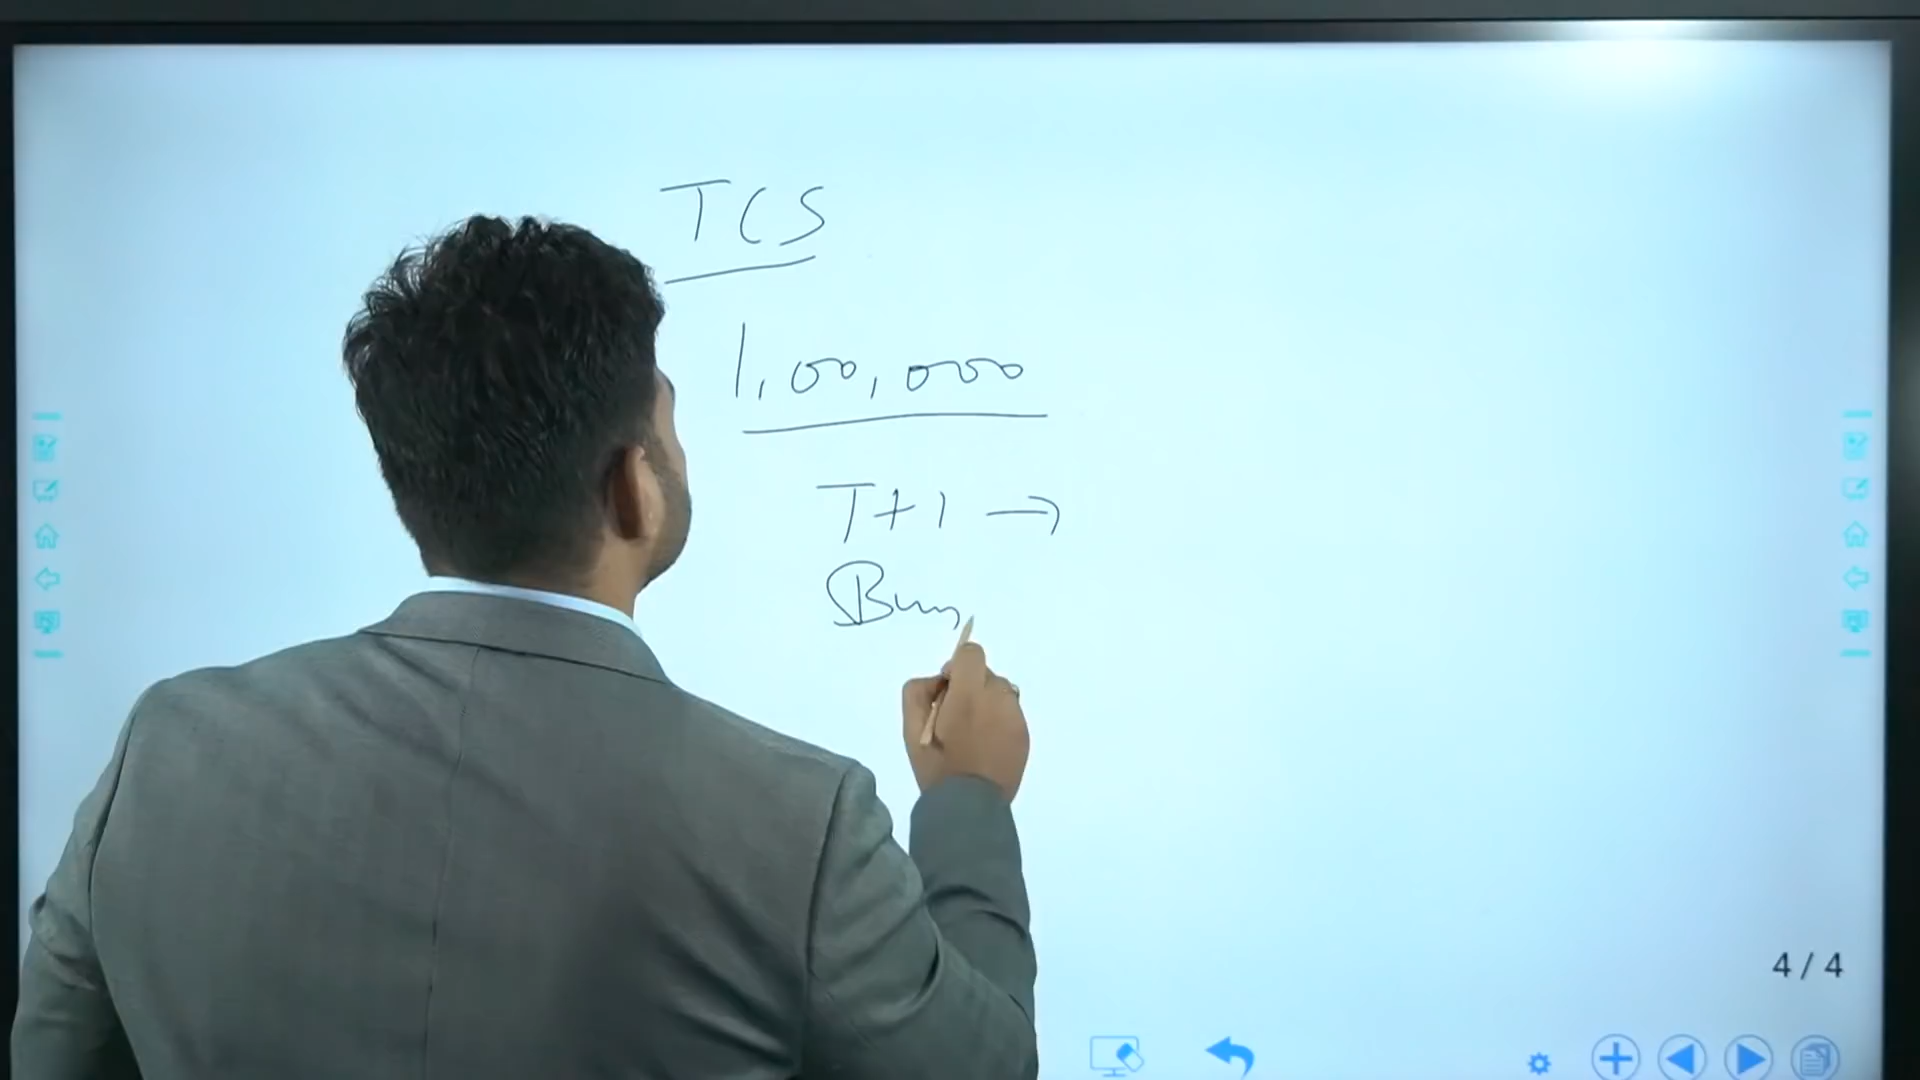 TCS
1,00,000
T+1 →
Buy
4 / 4